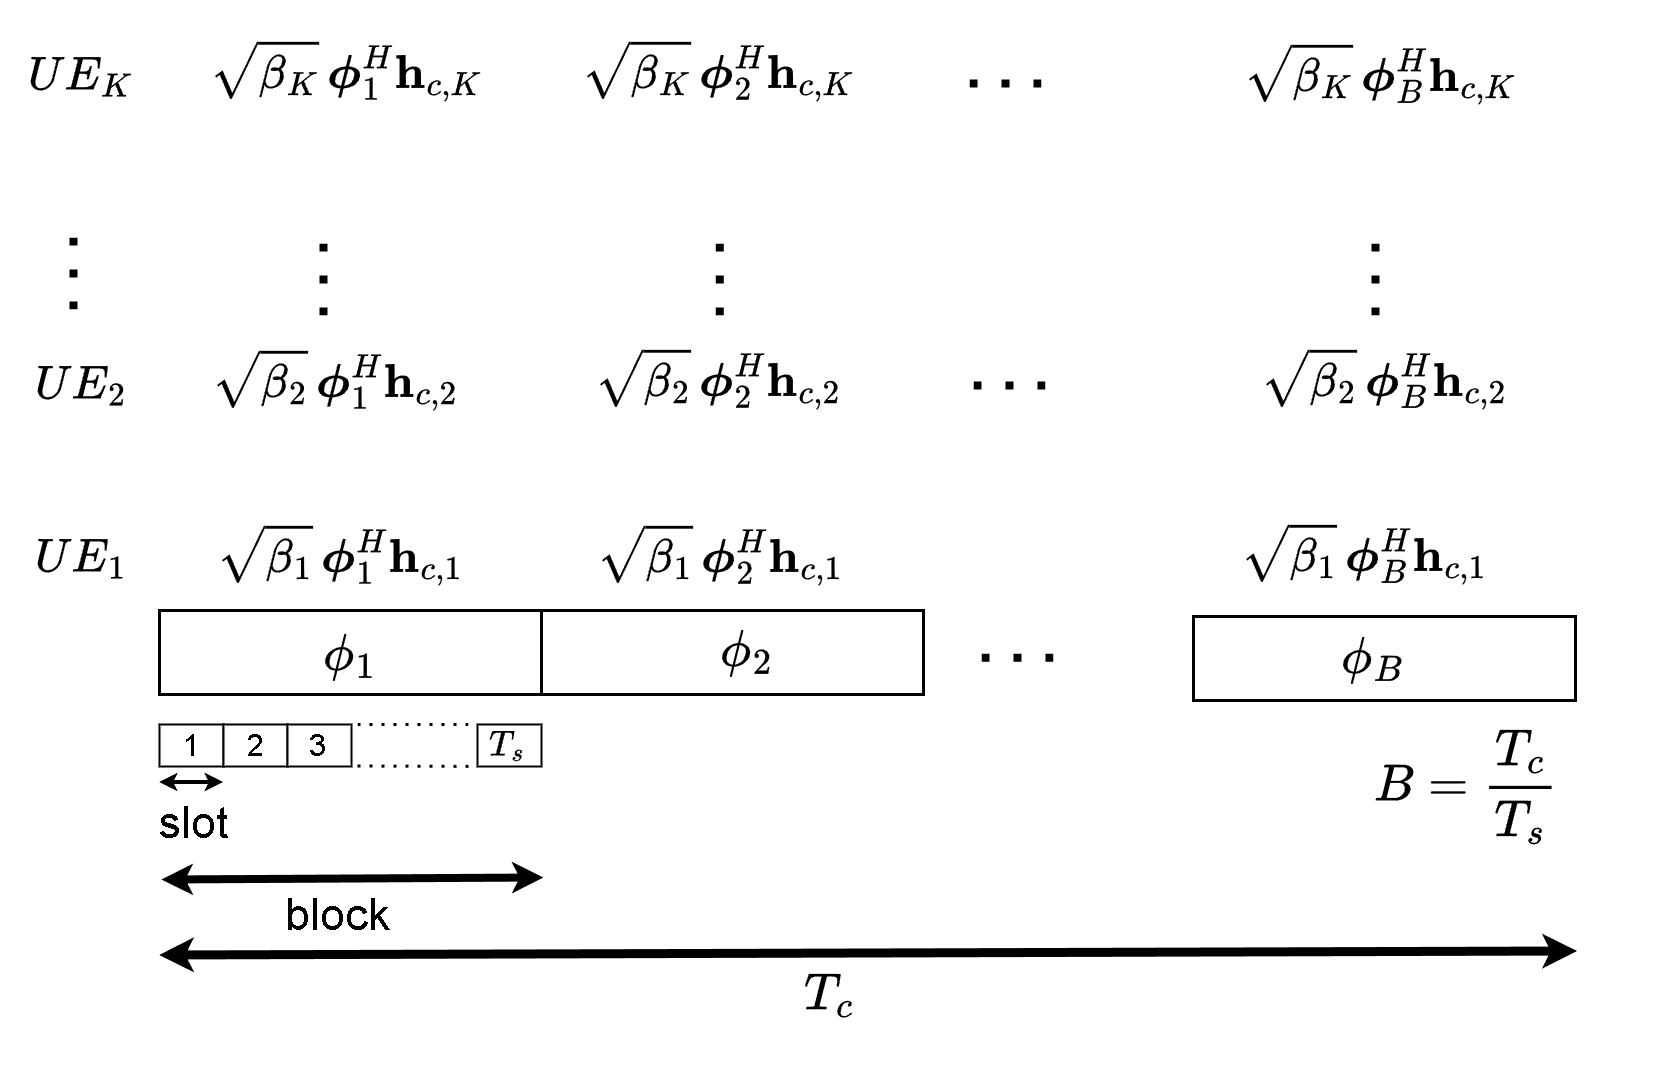 UE_K √β_K ϕ_1^H h_{c,K} √β_K ϕ_2^H h_{c,K} ... √β_K ϕ_B^H h_{c,K}
UE_2 √β_2 ϕ_1^H h_{c,2} √β_2 ϕ_2^H h_{c,2} ... √β_2 ϕ_B^H h_{c,2}
UE_1 √β_1 ϕ_1^H h_{c,1} √β_1 ϕ_2^H h_{c,1} √β_1 ϕ_B^H h_{c,1}
ϕ_1 ϕ_2 ... ϕ_B
1 2 3 T_s
B = T_c / T_s
slot
block
T_c